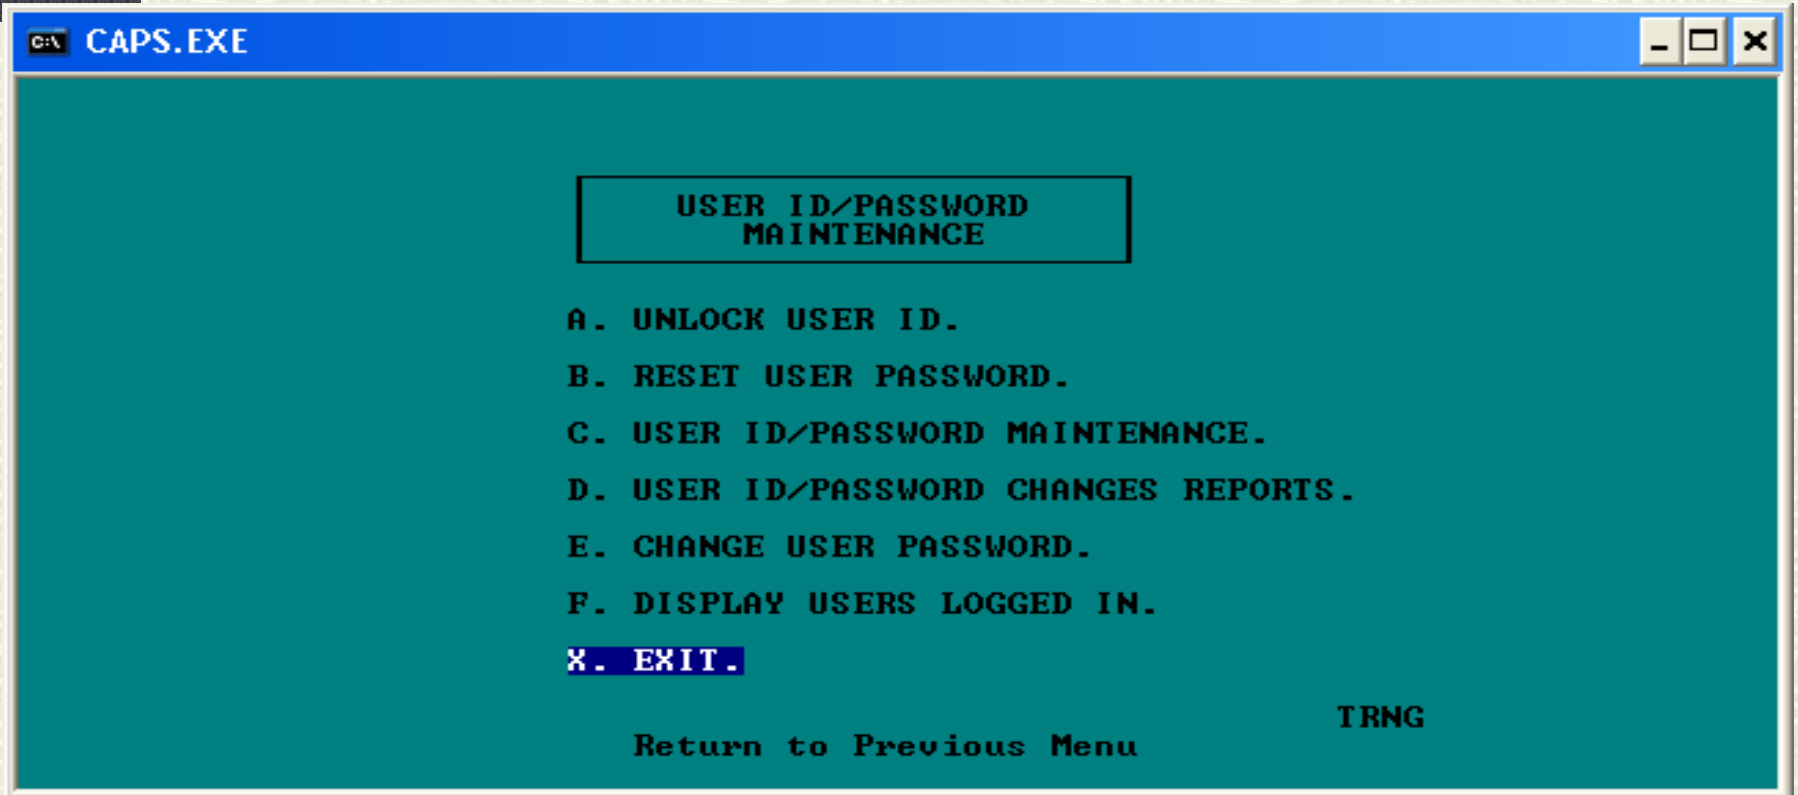 C:\ CAPS.EXE
USER ID/PASSWORD
MAINTENANCE
A. UNLOCK USER ID.
B. RESET USER PASSWORD.
C. USER ID/PASSWORD MAINTENANCE.
D. USER ID/PASSWORD CHANGES REPORTS.
E. CHANGE USER PASSWORD.
F. DISPLAY USERS LOGGED IN.
X. EXIT.
TRNG
Return to Previous Menu